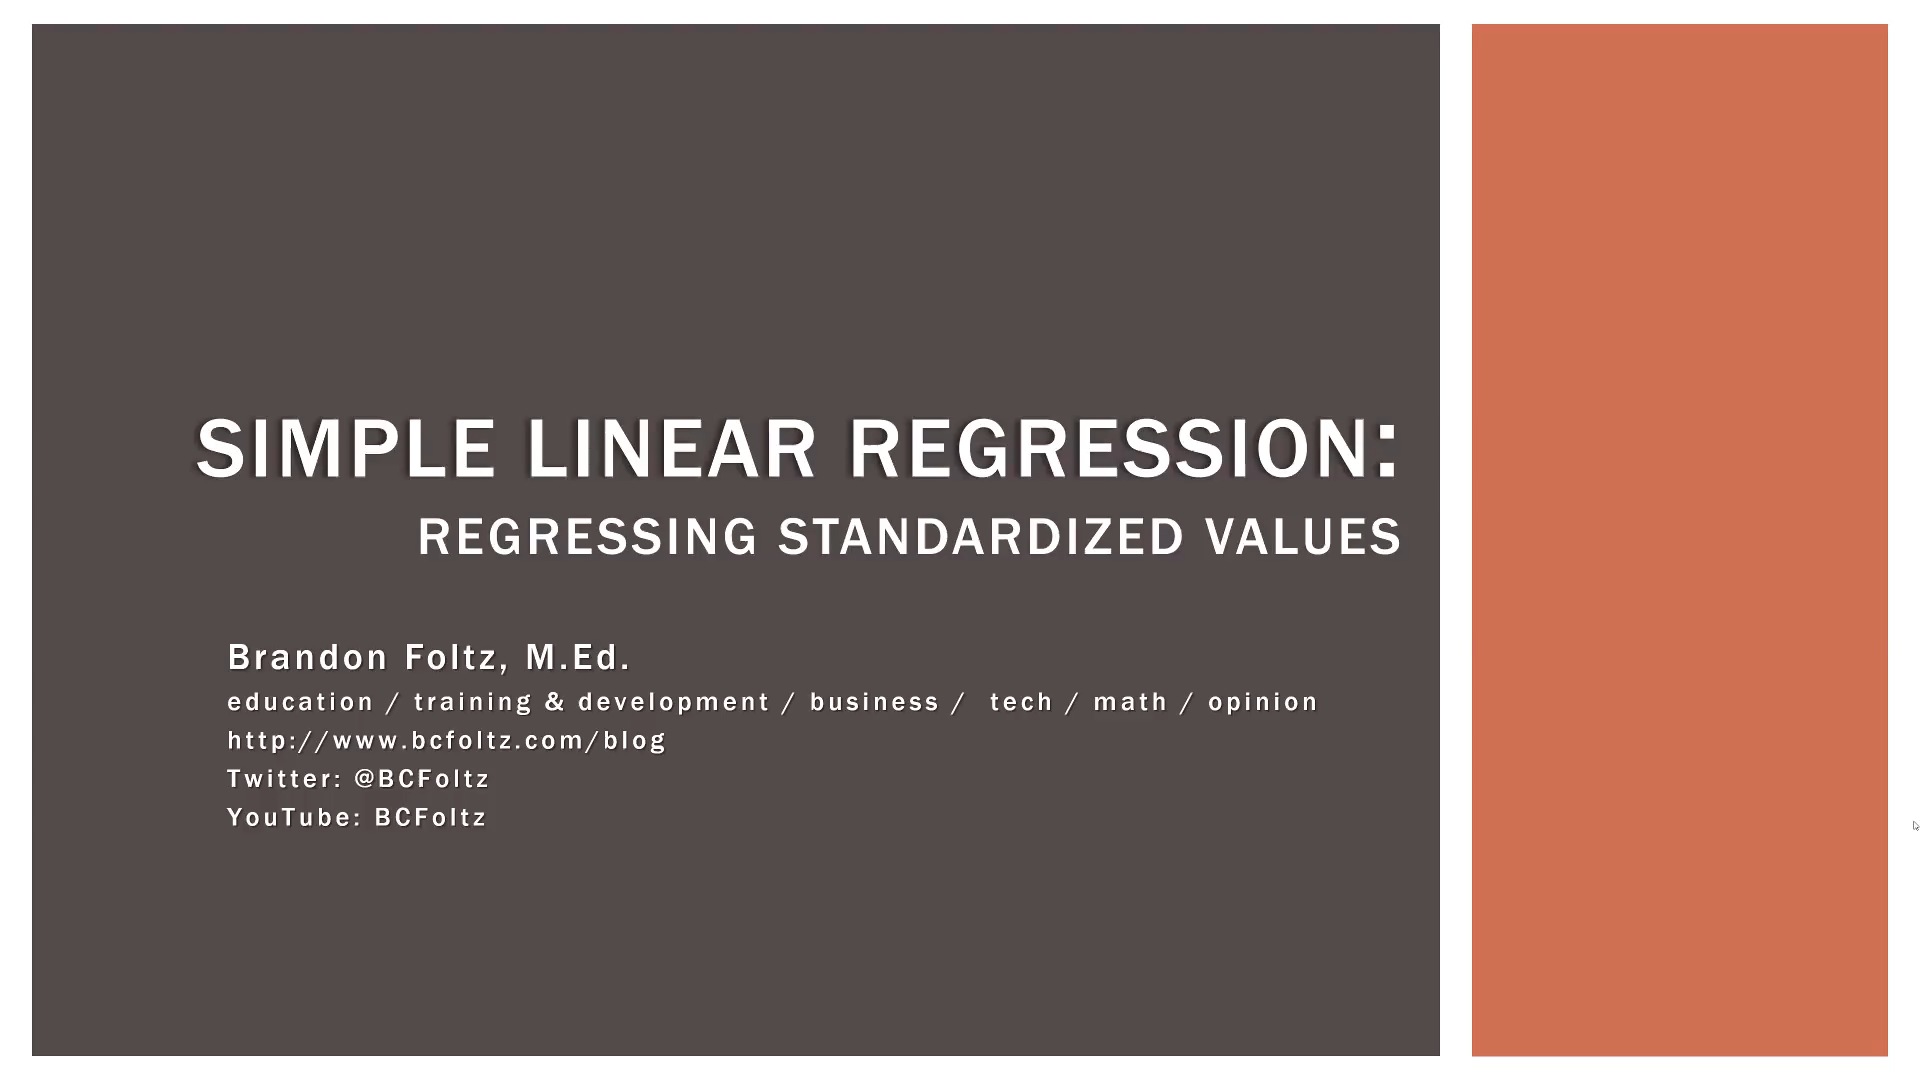 SIMPLE LINEAR REGRESSION:
REGRESSING STANDARDIZED VALUES
Brandon Foltz, M.Ed.
education / training & development / business /  tech / math / opinion
http://www.bcfoltz.com/blog
Twitter: @BCFoltz
YouTube: BCFoltz